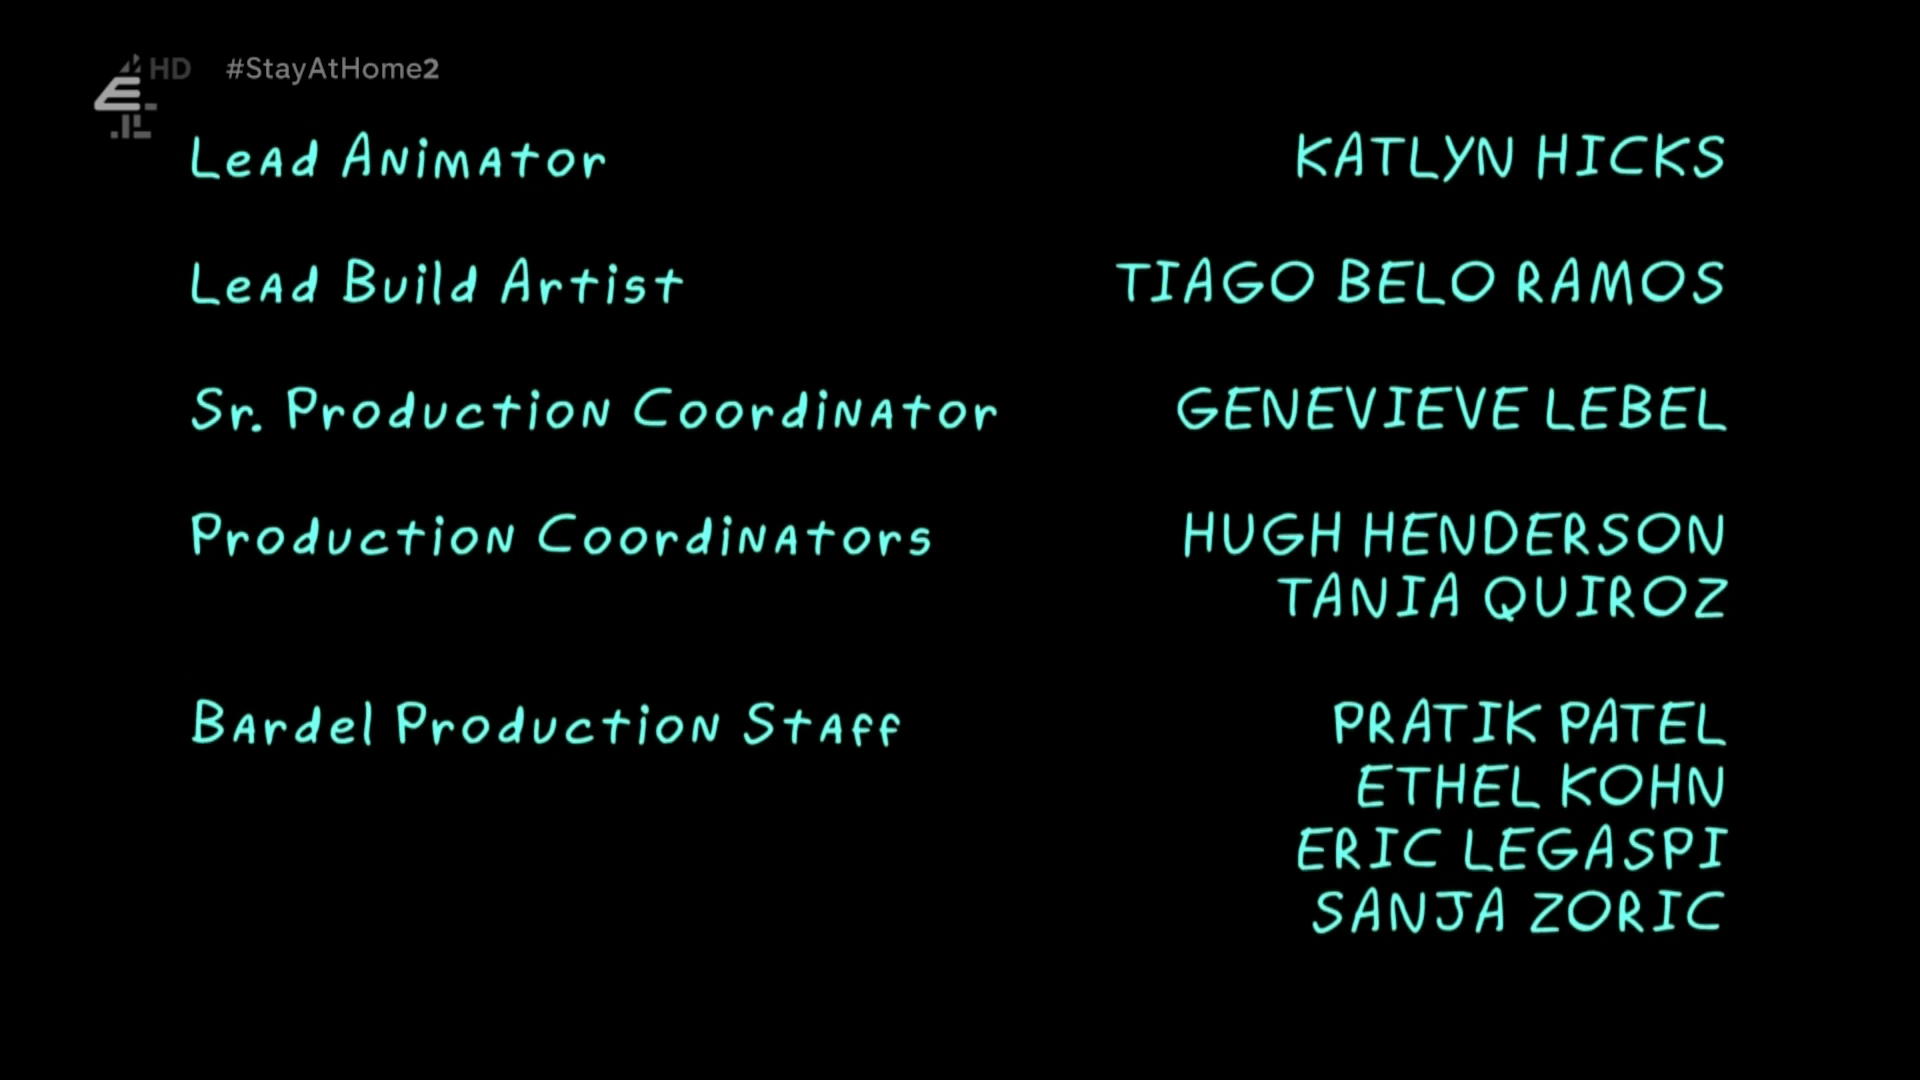 HD #StayAtHome2
Lead Animator KATLYN HICKS
Lead Build Artist TIAGO BELO RAMOS
Sr. Production Coordinator GENEVIEVE LEBEL
Production Coordinators HUGH HENDERSON
TANIA QUIROZ
Bardel Production Staff PRATIK PATEL
ETHEL KOHN
ERIC LEGASPI
SANJA ZORIC